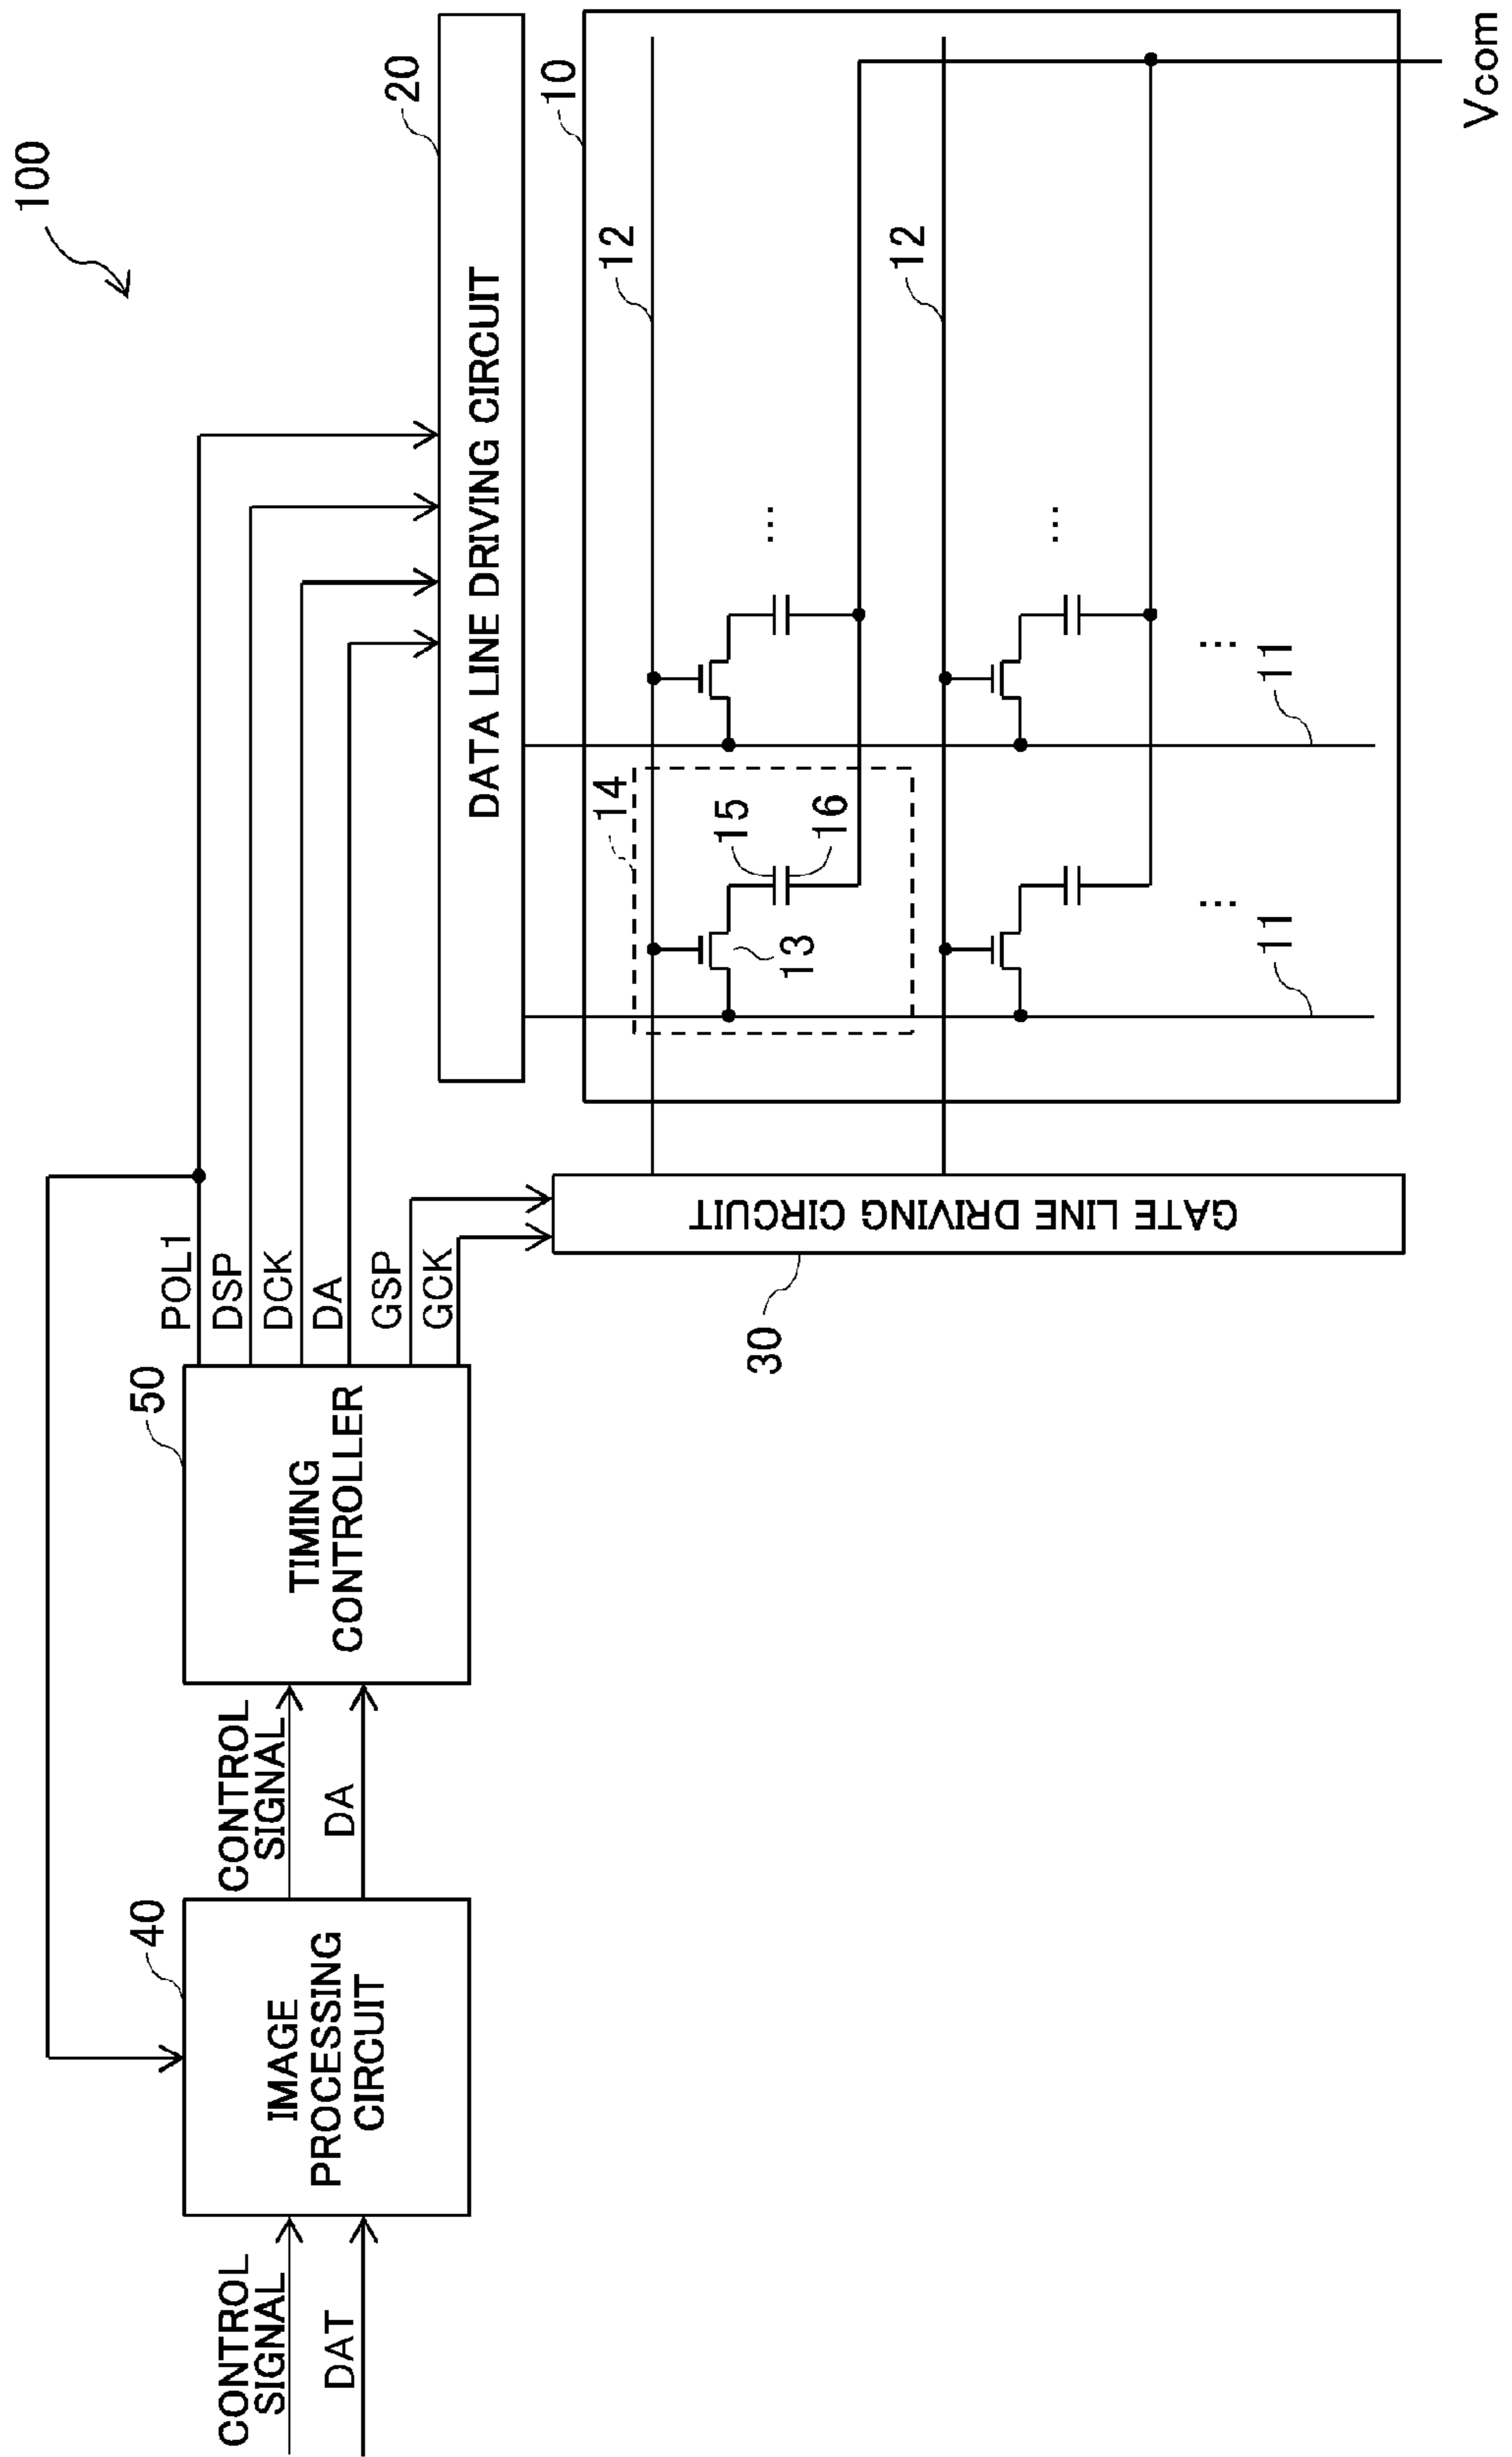 100
POL1
DSP
DCK
DA
GSP
GCK
CONTROL
SIGNAL
DAT
40
IMAGE
PROCESSING
CIRCUIT
CONTROL
SIGNAL
DA
50
TIMING
CONTROLLER
20
DATA LINE DRIVING CIRCUIT
10
30
GATE LINE DRIVING CIRCUIT
12
14
15
16
13
...
12
...
...
...
11
11
Vcom